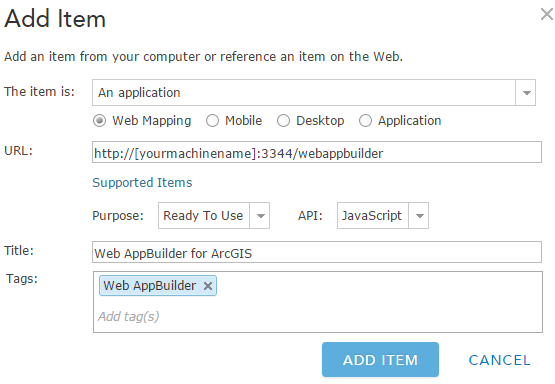 Add Item
Add an item from your computer or reference an item on the Web.
The item is: An application
Web Mapping Mobile Desktop Application
URL: http://[yourmachinename]:3344/webappbuilder
Supported Items
Purpose: Ready To Use API: JavaScript
Title: Web AppBuilder for ArcGIS
Tags: Web AppBuilder
Add tag(s)
ADD ITEM CANCEL